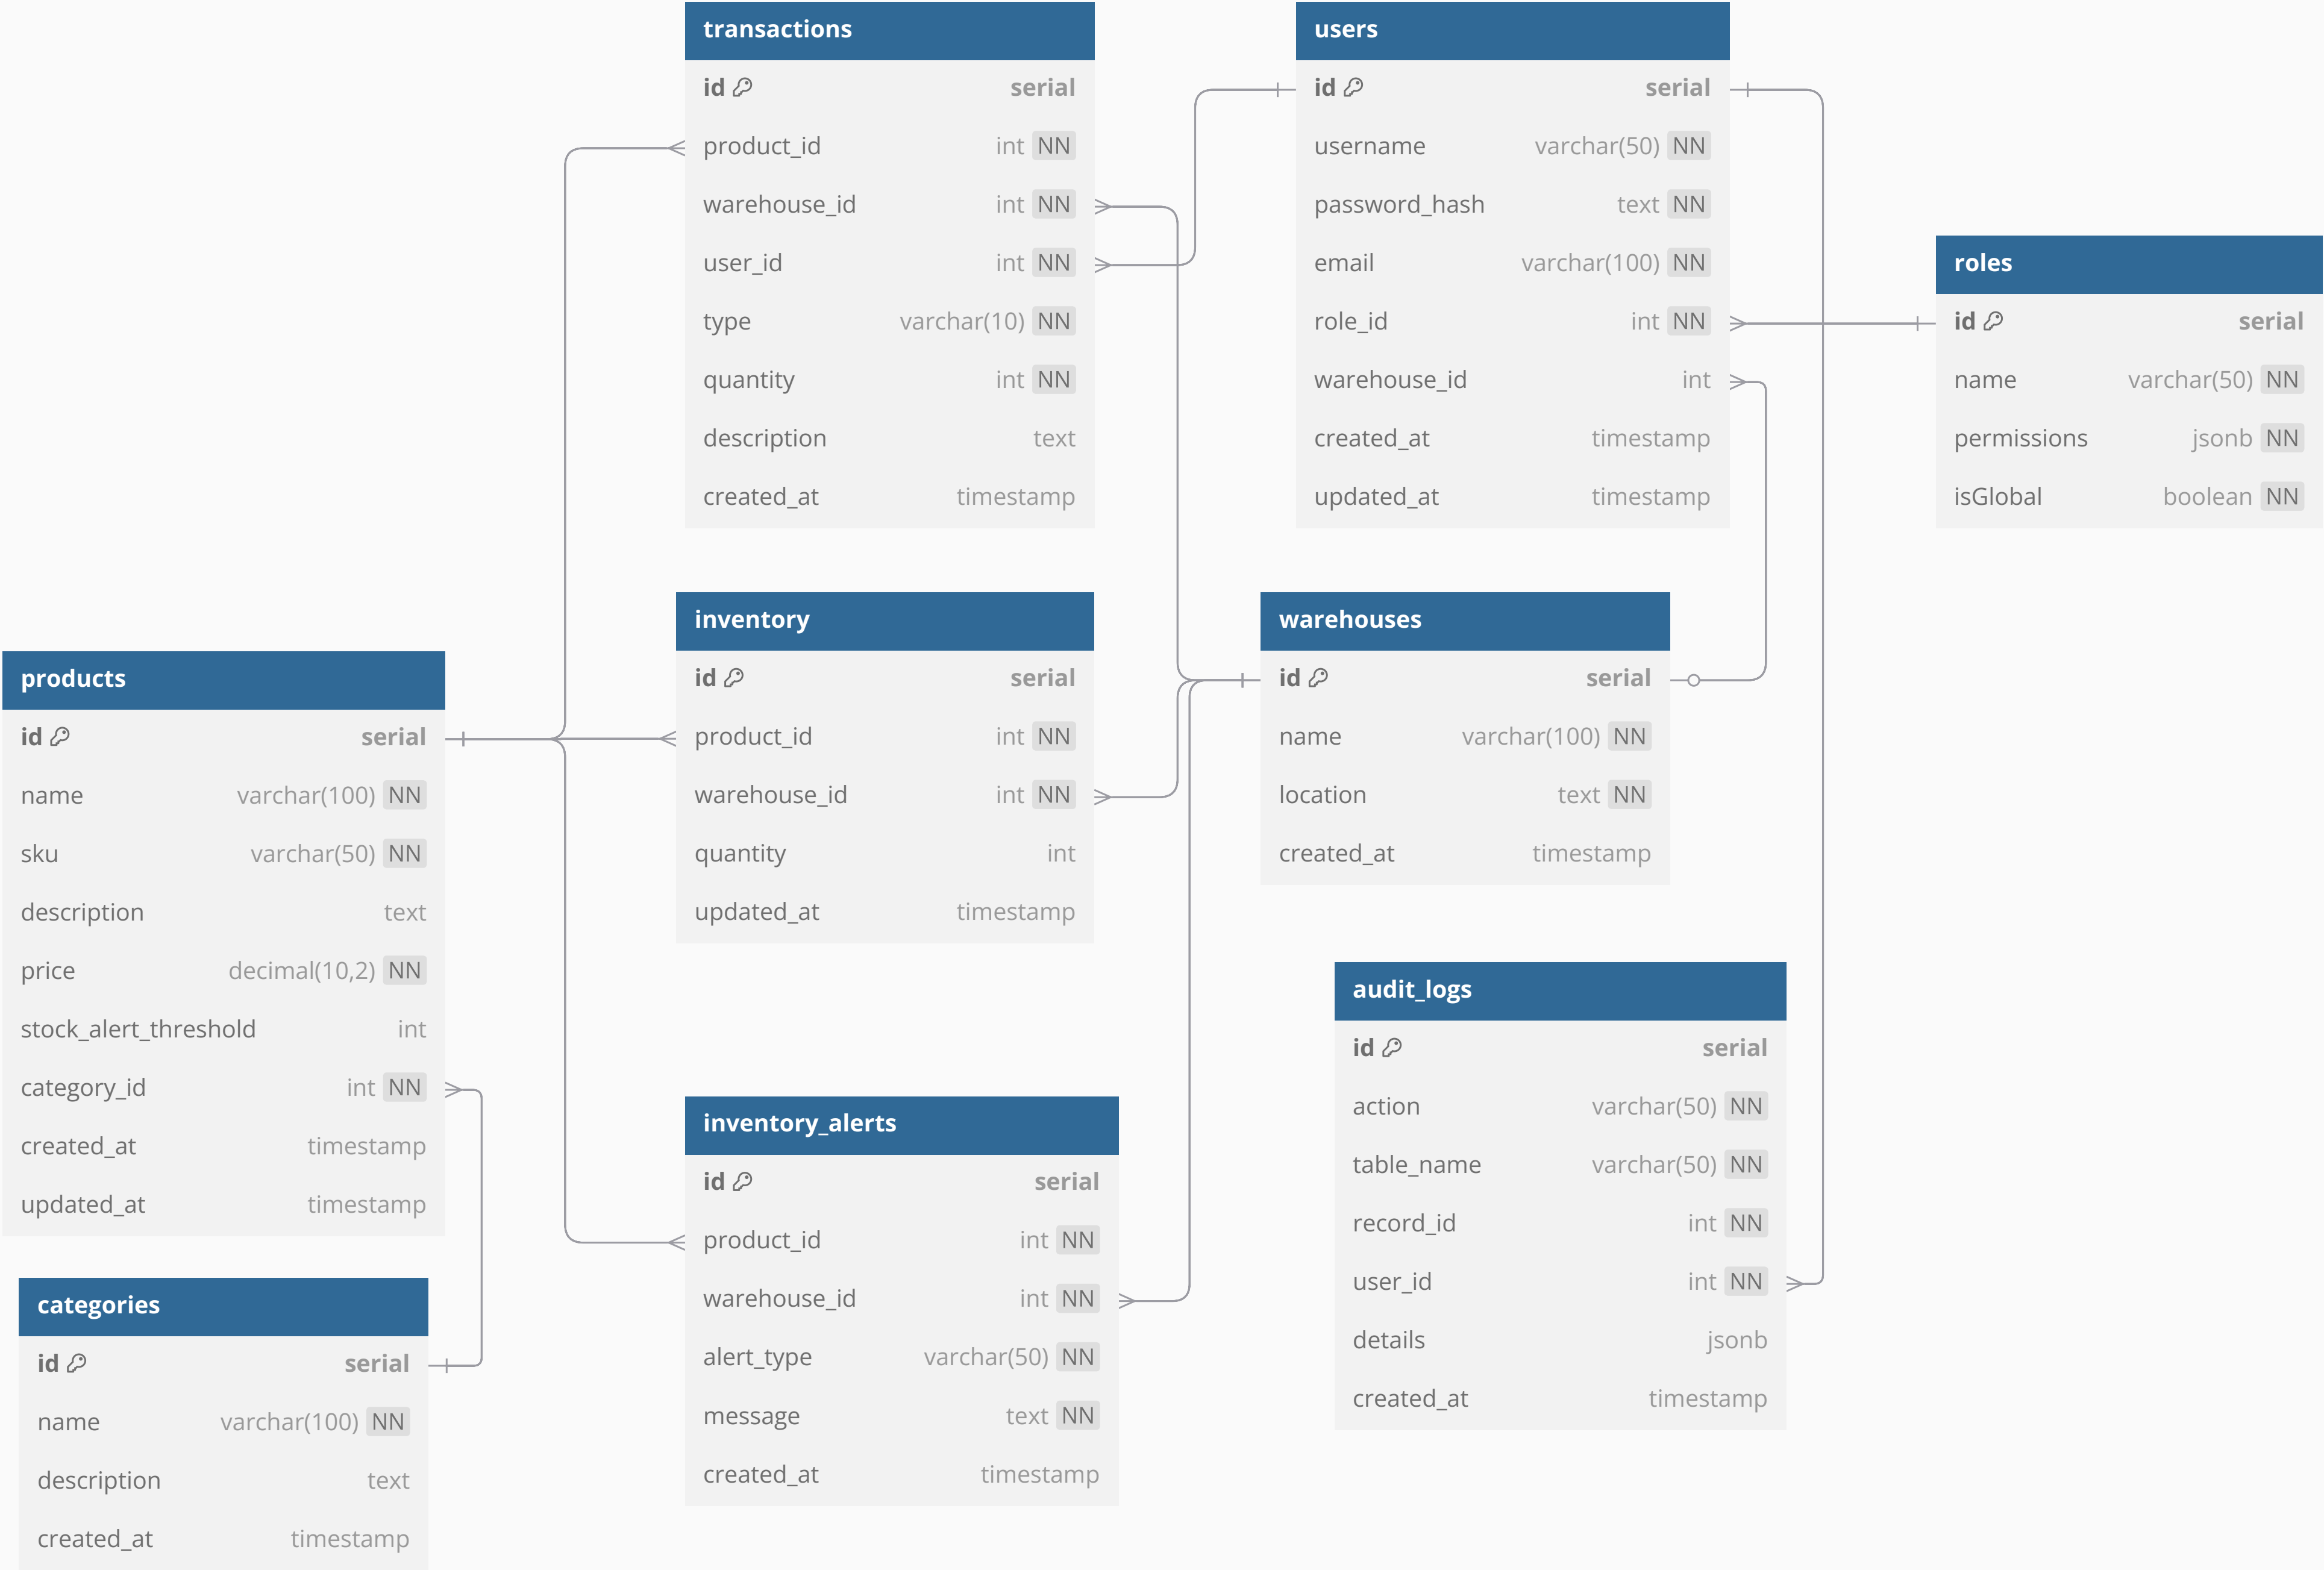 transactions
id serial
product_id int NN
warehouse_id int NN
user_id int NN
type varchar(10) NN
quantity int NN
description text
created_at timestamp
users
id serial
username varchar(50) NN
password_hash text NN
email varchar(100) NN
role_id int NN
warehouse_id int
created_at timestamp
updated_at timestamp
roles
id serial
name varchar(50) NN
permissions jsonb NN
isGlobal boolean NN
products
id serial
name varchar(100) NN
sku varchar(50) NN
description text
price decimal(10,2) NN
stock_alert_threshold int
category_id int NN
created_at timestamp
updated_at timestamp
inventory
id serial
product_id int NN
warehouse_id int NN
quantity int
updated_at timestamp
warehouses
id serial
name varchar(100) NN
location text NN
created_at timestamp
categories
id serial
name varchar(100) NN
description text
created_at timestamp
inventory_alerts
id serial
product_id int NN
warehouse_id int NN
alert_type varchar(50) NN
message text NN
created_at timestamp
audit_logs
id serial
action varchar(50) NN
table_name varchar(50) NN
record_id int NN
user_id int NN
details jsonb
created_at timestamp